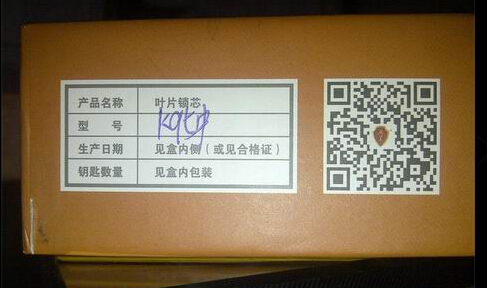 产品名称 叶片锁芯
型 号
生产日期 见盒内侧（或见合格证）
钥匙数量 见盒内包装